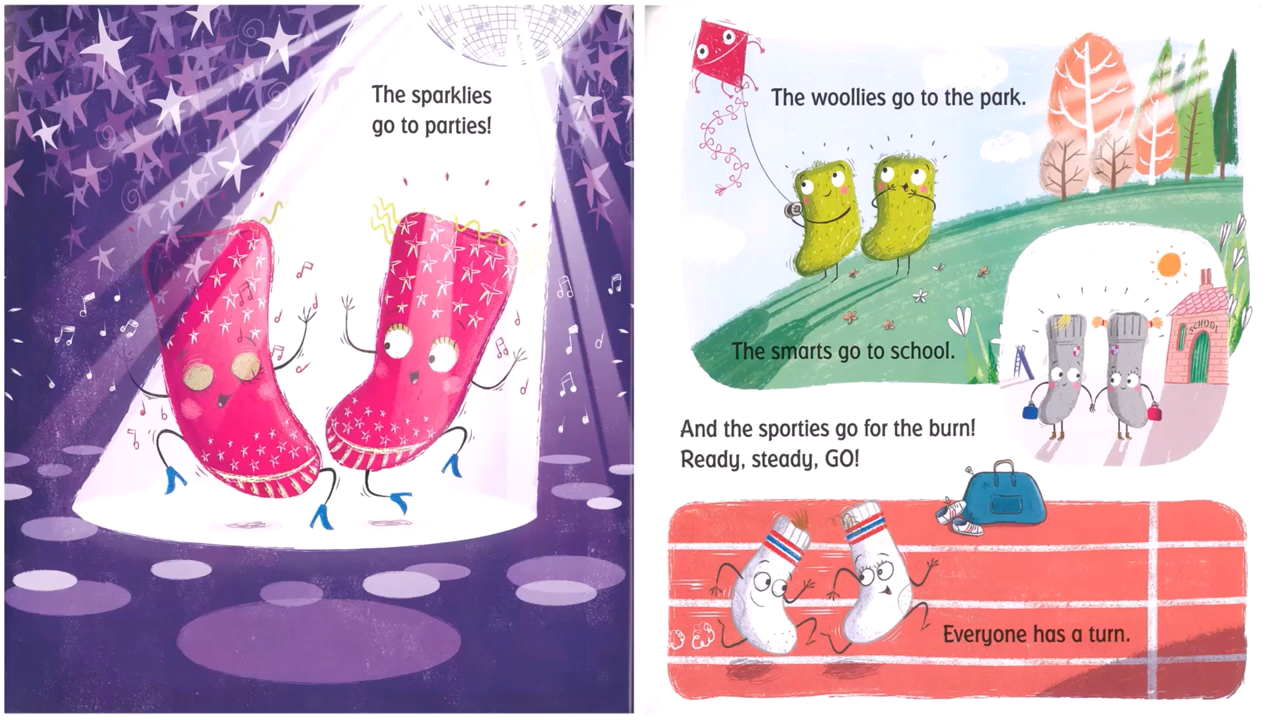 The sparklies
go to parties!
The woollies go to the park.
The smarts go to school.
SCHOOL
And the sporties go for the burn!
Ready, steady, GO!
Everyone has a turn.